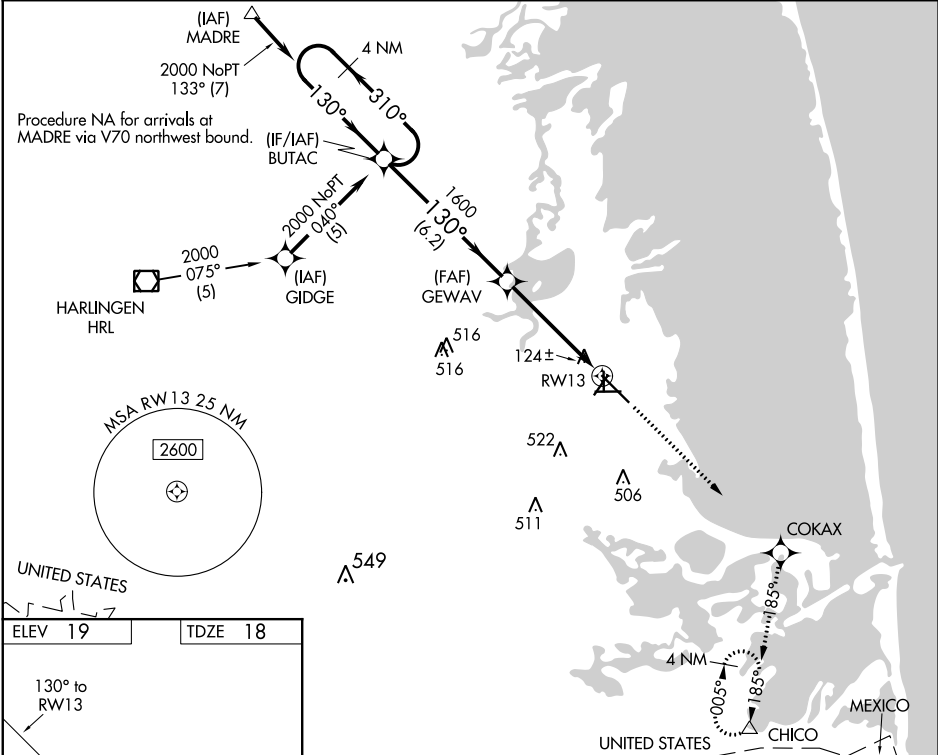 (IAF)
MADRE
2000 NoPT
133° (7)
4 NM
130°
310°
Procedure NA for arrivals at
MADRE via V70 northwest bound.
(IF/IAF)
BUTAC
2000 NoPT
040°
(5)
1600
130°
(6.2)
2000
075°
(5)
HARLINGEN
HRL
(IAF)
GIDGE
(FAF)
GEWAV
516
516
124±
RW13
MSA RW13 25 NM
2600
522
506
511
549
COKAX
185°
UNITED STATES
ELEV 19
TDZE 18
130° to
RW13
4 NM
005°
185°
CHICO
MEXICO
UNITED STATES